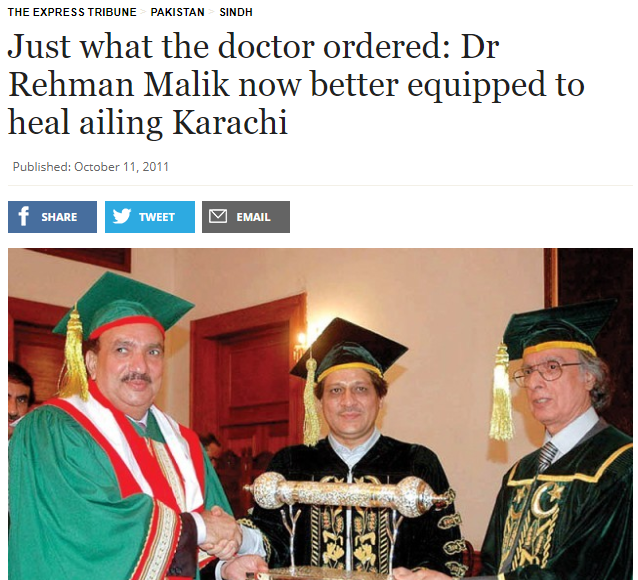 THE EXPRESS TRIBUNE > PAKISTAN > SINDH
Just what the doctor ordered: Dr
Rehman Malik now better equipped to
heal ailing Karachi
Published: October 11, 2011
SHARE TWEET EMAIL